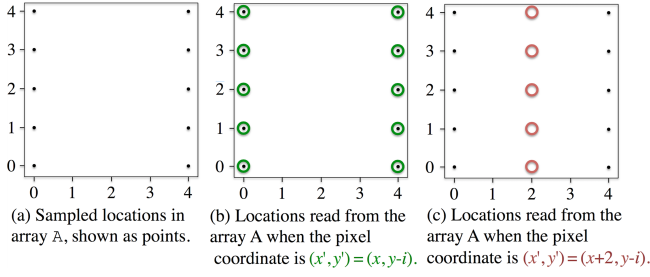 4
3
2
1
0
0 1 2 3 4
(a) Sampled locations in
array A, shown as points.
4
3
2
1
0
0 1 2 3 4
(b) Locations read from the
array A when the pixel
coordinate is (x',y')=(x,y-i).
4
3
2
1
0
0 1 2 3 4
(c) Locations read from the
array A when the pixel
coordinate is (x',y')=(x+2,y-i).